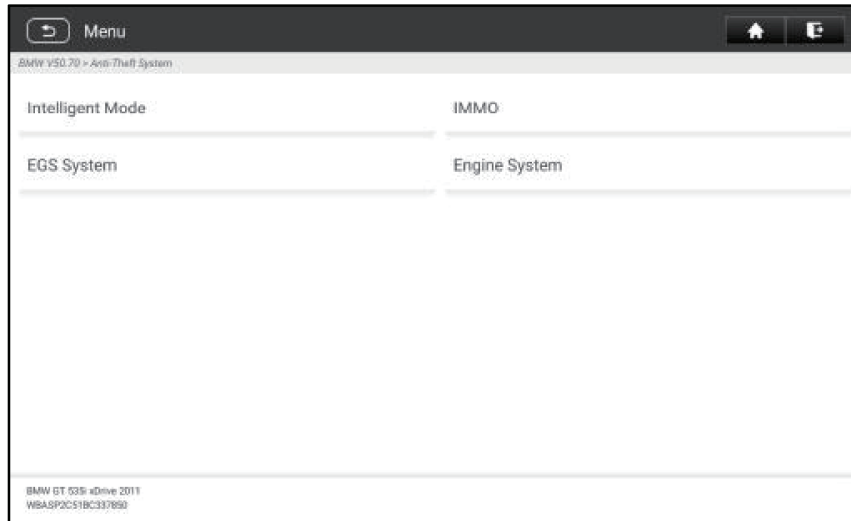 Menu
BMW V50.70 > Anti-Theft System
Intelligent Mode
IMMO
EGS System
Engine System
BMW GT 535i xDrive 2011
WBASP2C51BC337850